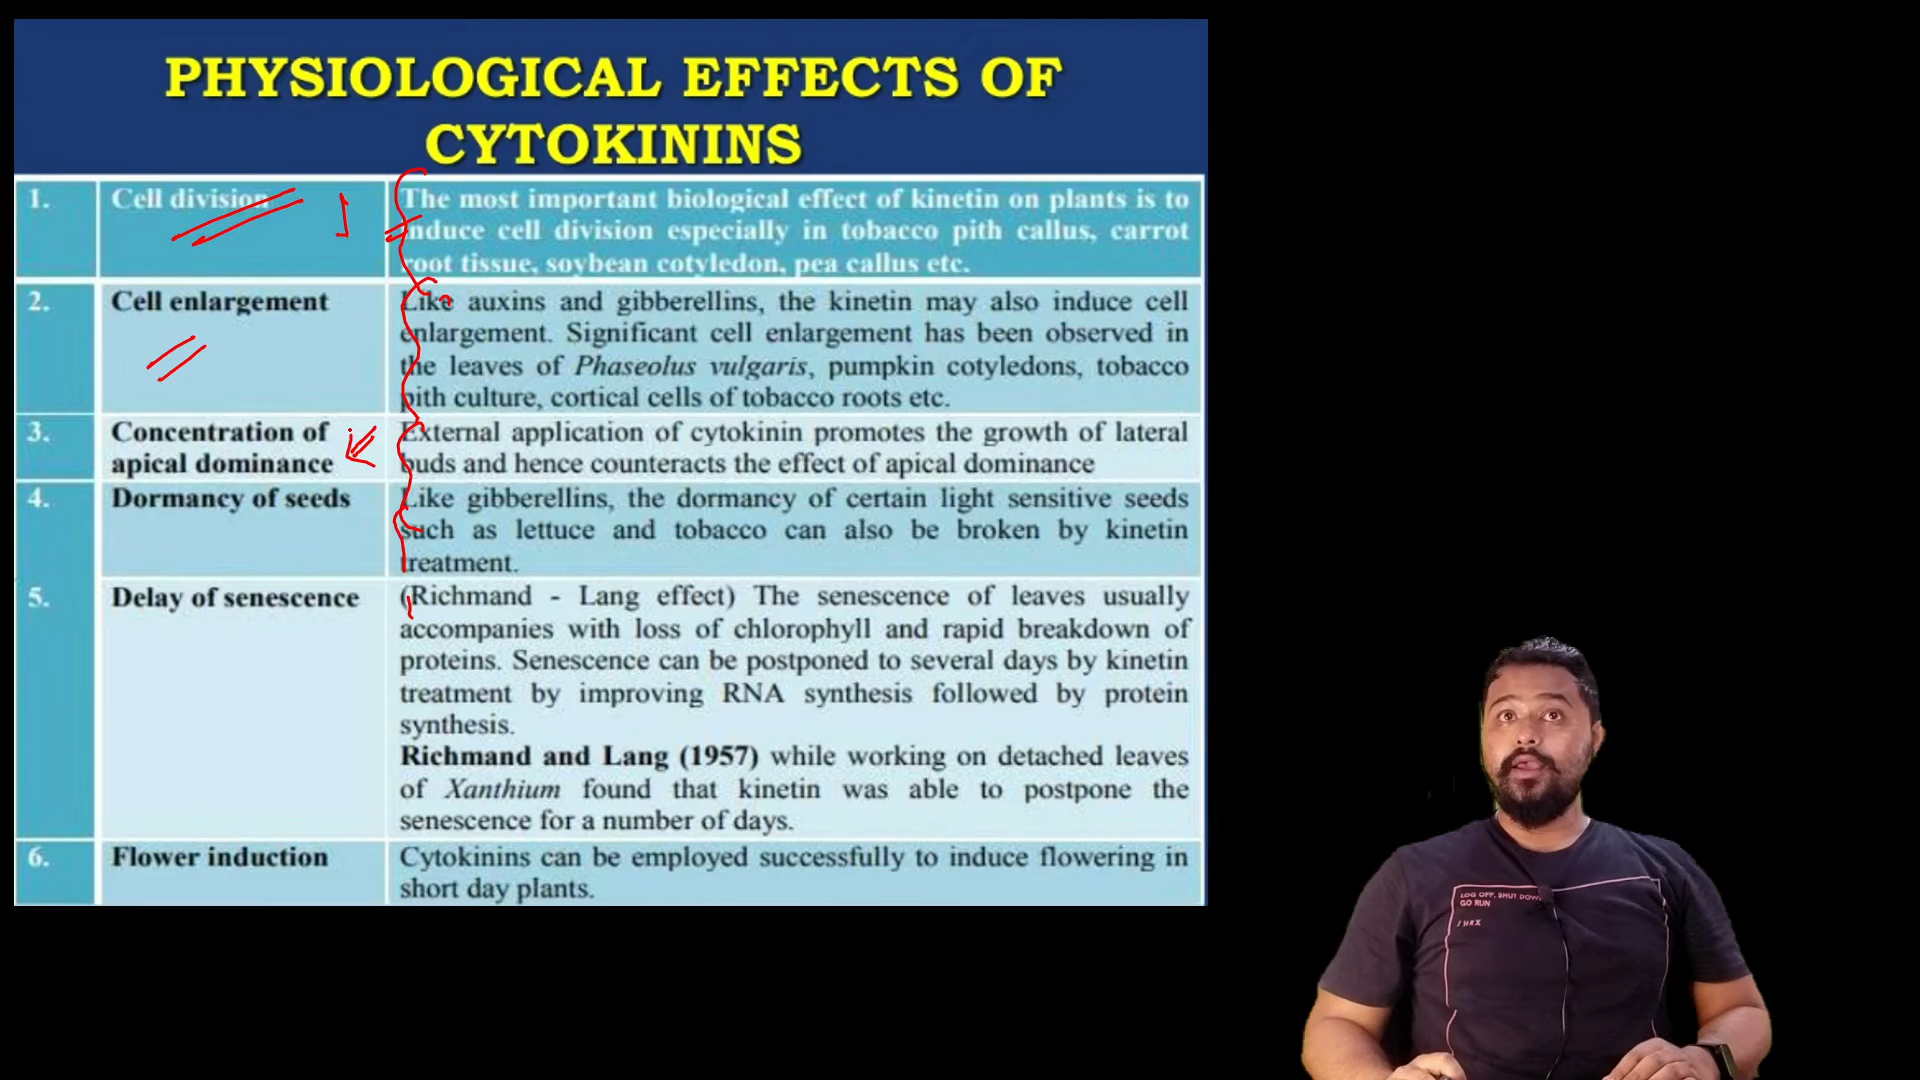 PHYSIOLOGICAL EFFECTS OF
CYTOKININS
1.
Cell division
The most important biological effect of kinetin on plants is to
induce cell division especially in tobacco pith callus, carrot
root tissue, soybean cotyledon, pea callus etc.
2.
Cell enlargement
Like auxins and gibberellins, the kinetin may also induce cell
enlargement. Significant cell enlargement has been observed in
the leaves of Phaseolus vulgaris, pumpkin cotyledons, tobacco
pith culture, cortical cells of tobacco roots etc.
3.
Concentration of
apical dominance
External application of cytokinin promotes the growth of lateral
buds and hence counteracts the effect of apical dominance
4.
Dormancy of seeds
Like gibberellins, the dormancy of certain light sensitive seeds
such as lettuce and tobacco can also be broken by kinetin
treatment.
5.
Delay of senescence
(Richmand - Lang effect) The senescence of leaves usually
accompanies with loss of chlorophyll and rapid breakdown of
proteins. Senescence can be postponed to several days by kinetin
treatment by improving RNA synthesis followed by protein
synthesis.
Richmand and Lang (1957) while working on detached leaves
of Xanthium found that kinetin was able to postpone the
senescence for a number of days.
6.
Flower induction
Cytokinins can be employed successfully to induce flowering in
short day plants.
LOG OFF, SHUT DOWN,
GO RUN
/ HRX